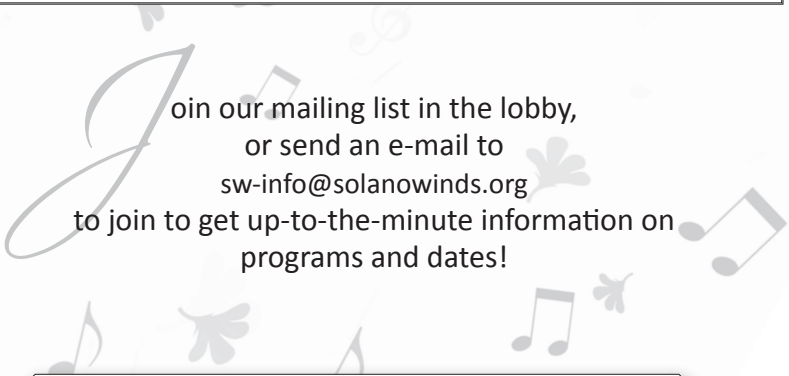 Join our mailing list in the lobby,
or send an e-mail to
sw-info@solanowinds.org
to join to get up-to-the-minute information on
programs and dates!